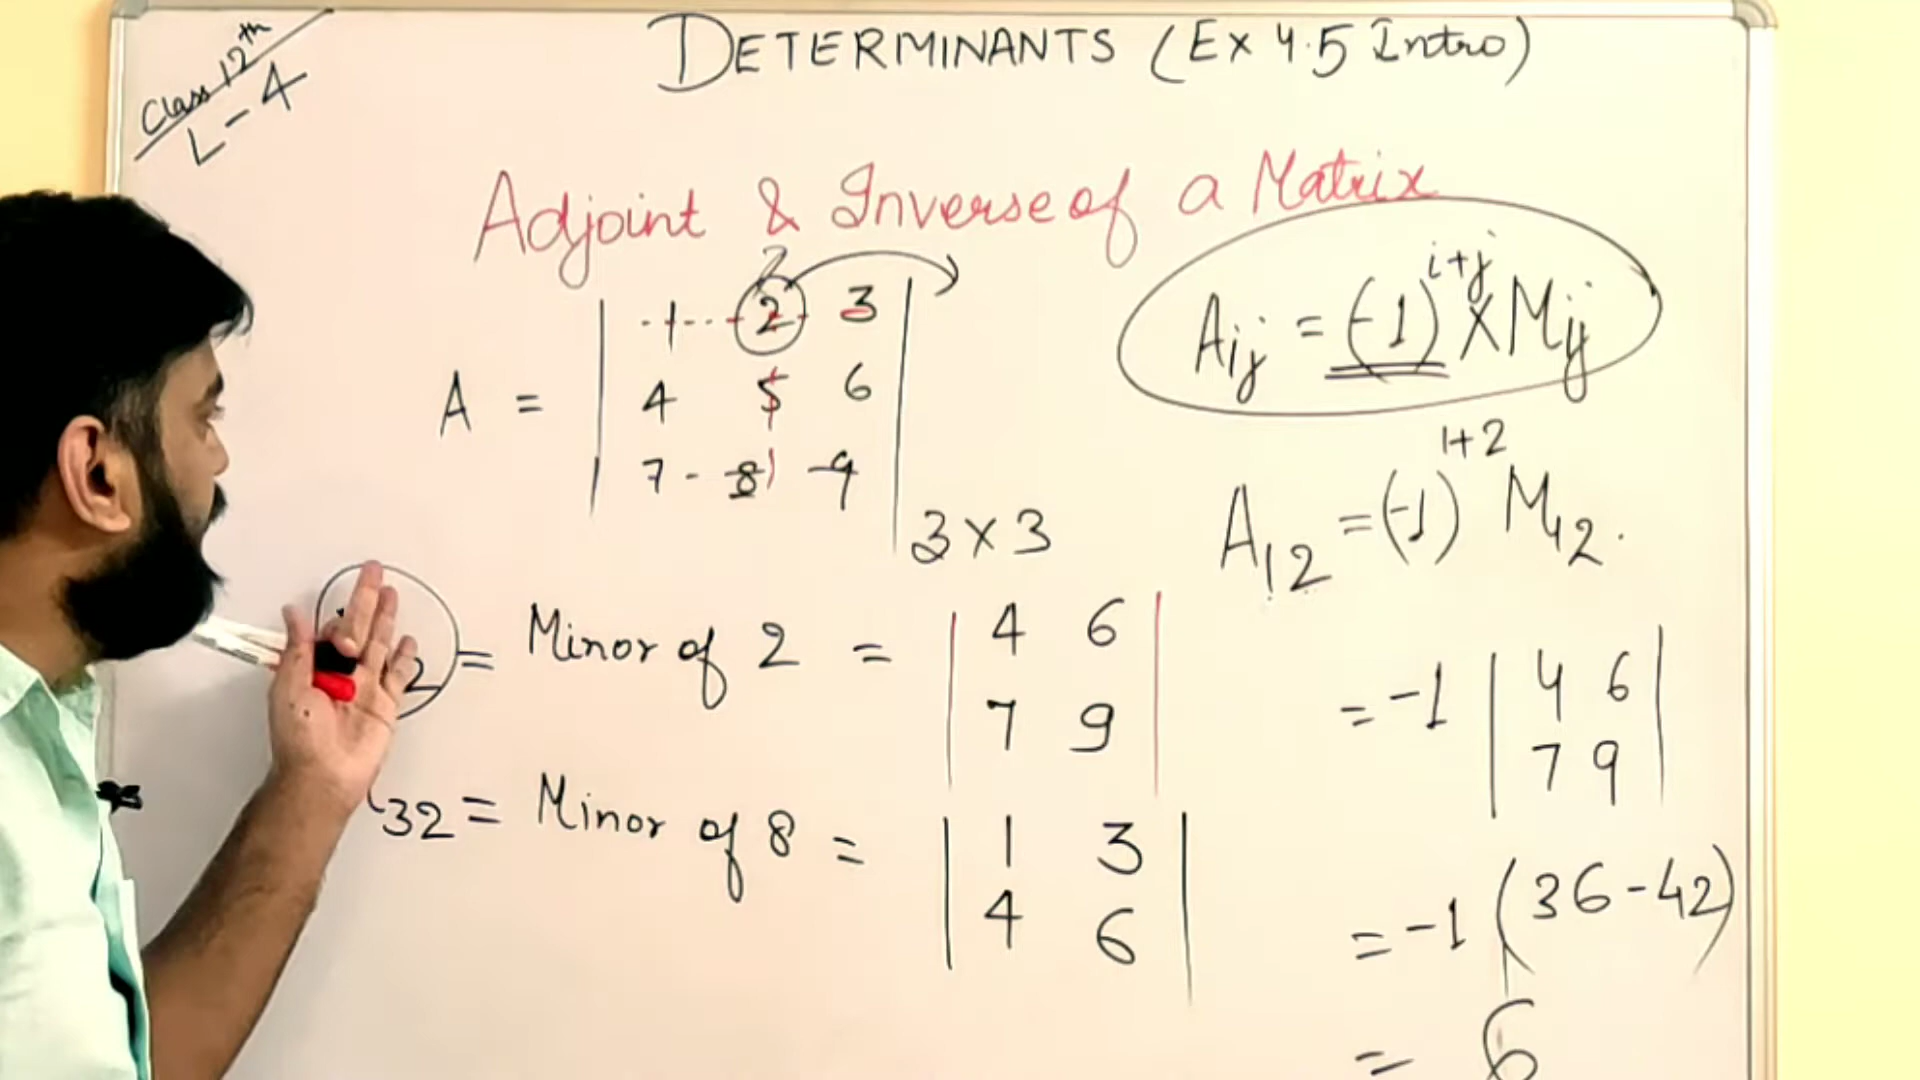 Class 12th
L-4
DETERMINANTS (Ex 4.5 Intro)
Adjoint & Inverse of a Matrix
A = | 1 2 3 |
| 4 5 6 |
| 7 8 9 | 3×3
Aij = (-1)^i+j × Mij
A12 = (-1)^1+2 M12.
2 = Minor of 2 = | 4 6 |
| 7 9 |
32 = Minor of 8 = | 1 3 |
| 4 6 |
= -1 | 4 6 |
| 7 9 |
= -1 (36-42)
= 6